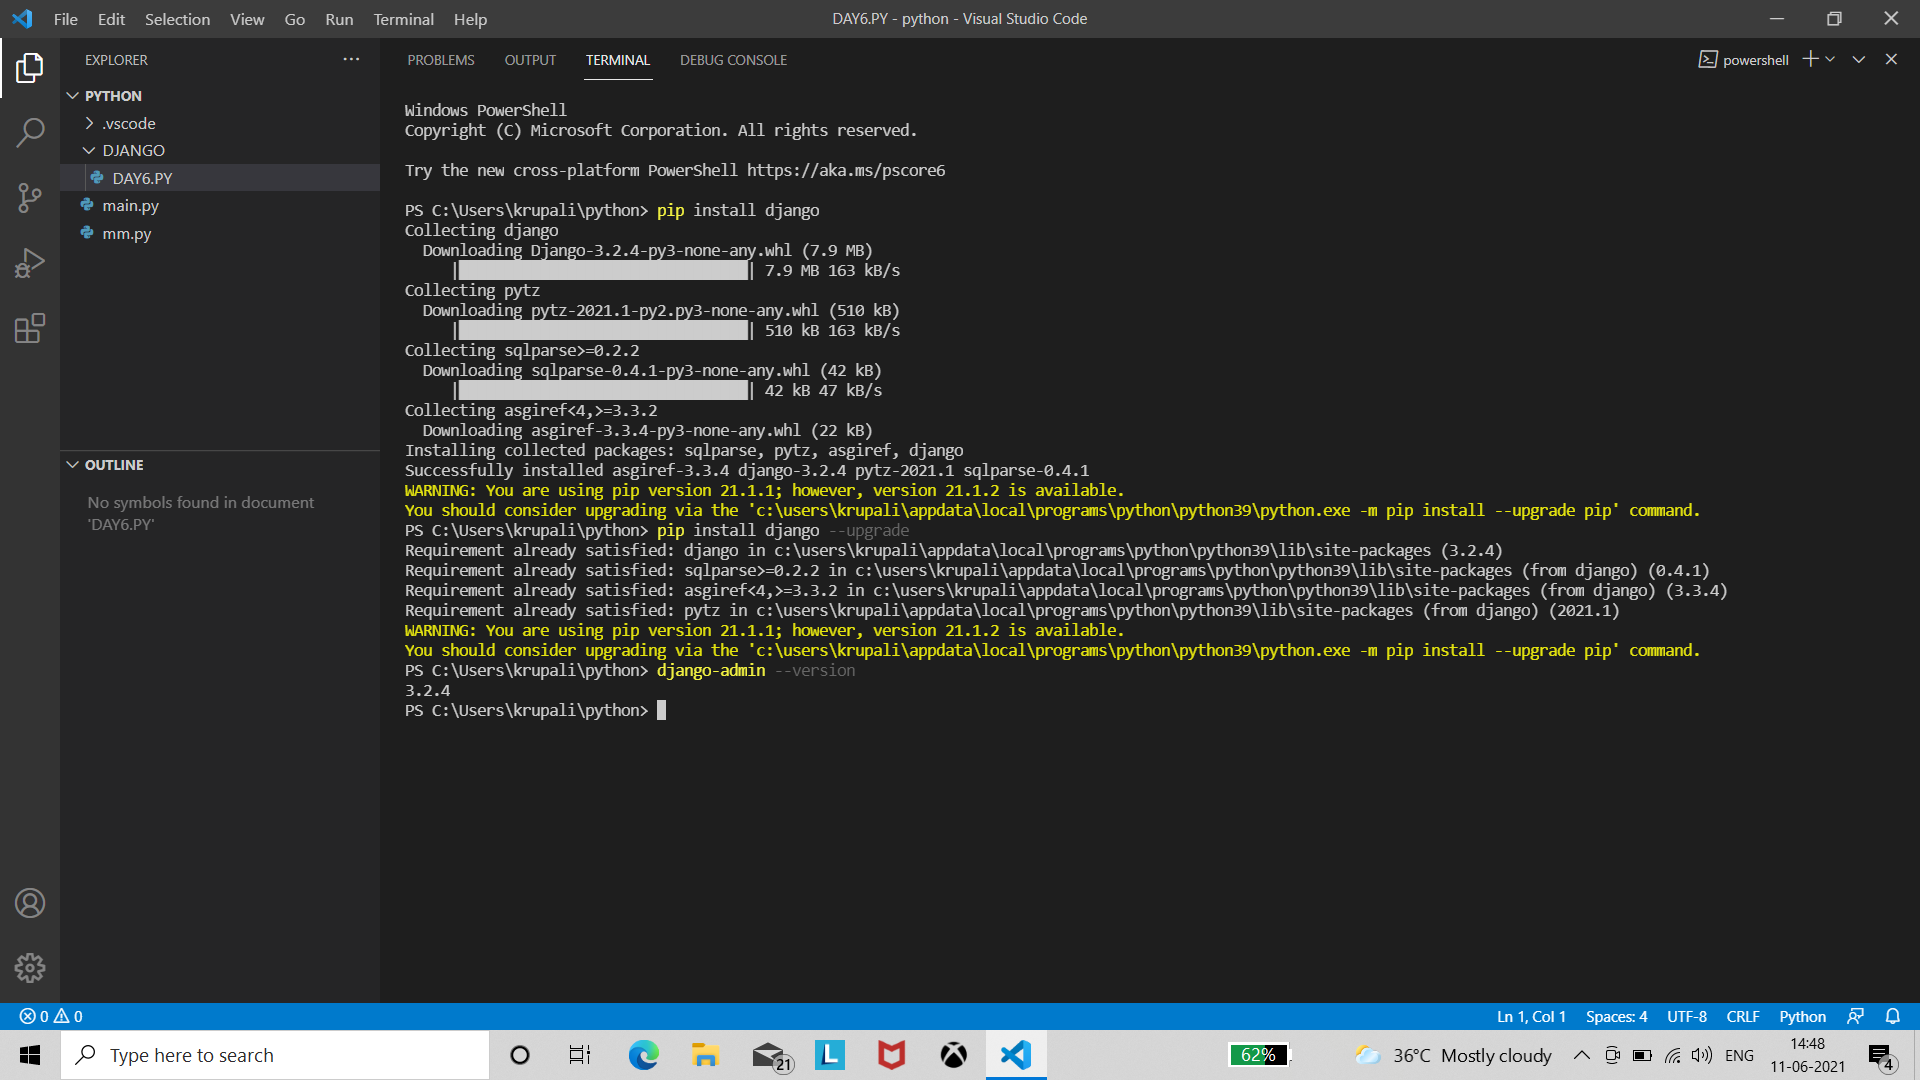 File Edit Selection View Go Run Terminal Help
DAY6.PY - python - Visual Studio Code
EXPLORER
PYTHON
.vscode
DJANGO
DAY6.PY
main.py
mm.py
OUTLINE
No symbols found in document
'DAY6.PY'
PROBLEMS OUTPUT TERMINAL DEBUG CONSOLE
powershell
Windows PowerShell
Copyright (C) Microsoft Corporation. All rights reserved.
Try the new cross-platform PowerShell https://aka.ms/pscore6
PS C:\Users\krupali\python> pip install django
Collecting django
Downloading Django-3.2.4-py3-none-any.whl (7.9 MB)
| | 7.9 MB 163 kB/s
Collecting pytz
Downloading pytz-2021.1-py2.py3-none-any.whl (510 kB)
| | 510 kB 163 kB/s
Collecting sqlparse>=0.2.2
Downloading sqlparse-0.4.1-py3-none-any.whl (42 kB)
| | 42 kB 47 kB/s
Collecting asgiref<4,>=3.3.2
Downloading asgiref-3.3.4-py3-none-any.whl (22 kB)
Installing collected packages: sqlparse, pytz, asgiref, django
Successfully installed asgiref-3.3.4 django-3.2.4 pytz-2021.1 sqlparse-0.4.1
WARNING: You are using pip version 21.1.1; however, version 21.1.2 is available.
You should consider upgrading via the 'c:\users\krupali\appdata\local\programs\python\python39\python.exe -m pip install --upgrade pip' command.
PS C:\Users\krupali\python> pip install django --upgrade
Requirement already satisfied: django in c:\users\krupali\appdata\local\programs\python\python39\lib\site-packages (3.2.4)
Requirement already satisfied: sqlparse>=0.2.2 in c:\users\krupali\appdata\local\programs\python\python39\lib\site-packages (from django) (0.4.1)
Requirement already satisfied: asgiref<4,>=3.3.2 in c:\users\krupali\appdata\local\programs\python\python39\lib\site-packages (from django) (3.3.4)
Requirement already satisfied: pytz in c:\users\krupali\appdata\local\programs\python\python39\lib\site-packages (from django) (2021.1)
WARNING: You are using pip version 21.1.1; however, version 21.1.2 is available.
You should consider upgrading via the 'c:\users\krupali\appdata\local\programs\python\python39\python.exe -m pip install --upgrade pip' command.
PS C:\Users\krupali\python> django-admin --version
3.2.4
PS C:\Users\krupali\python>
0 0
Ln 1, Col 1 Spaces: 4 UTF-8 CRLF Python
Type here to search
21
L
62%
36°C Mostly cloudy
ENG
14:48
11-06-2021
4